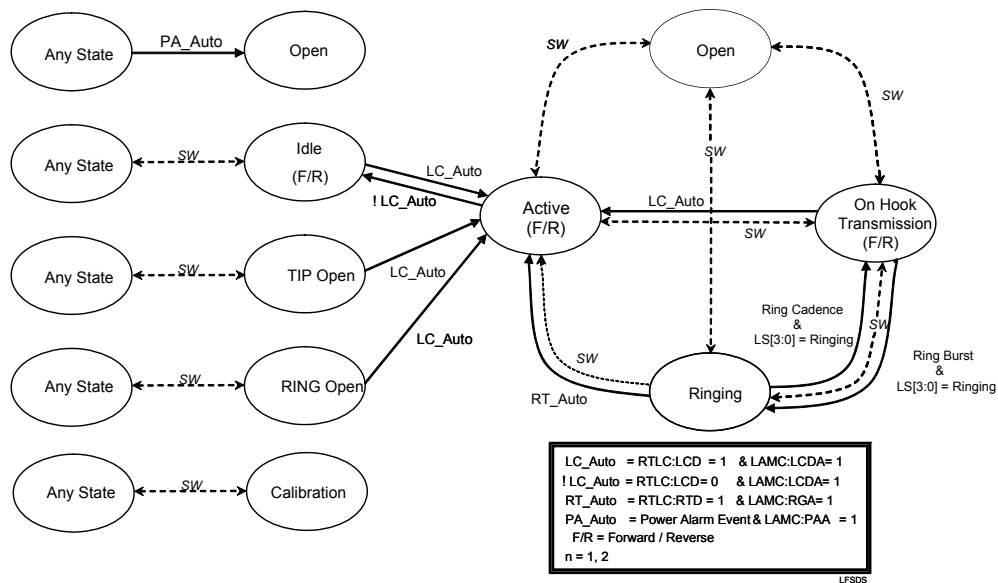 Any State
PA_Auto
Open
Any State
SW
Idle
(F/R)
LC_Auto
! LC_Auto
Any State
SW
TIP Open
LC_Auto
Any State
SW
RING Open
LC_Auto
Any State
SW
Calibration
Open
SW
SW
SW
Active
(F/R)
LC_Auto
SW
On Hook
Transmission
(F/R)
SW
RT_Auto
Ringing
Ring Cadence
&
LS[3:0] = Ringing
SW
Ring Burst
&
LS[3:0] = Ringing
LC_Auto = RTLC:LCD = 1 & LAMC:LCDA= 1
! LC_Auto = RTLC:LCD= 0 & LAMC:LCDA= 1
RT_Auto = RTLC:RTD = 1 & LAMC:RGA= 1
PA_Auto = Power Alarm Event & LAMC:PAA = 1
F/R = Forward / Reverse
n = 1, 2
LFSDS